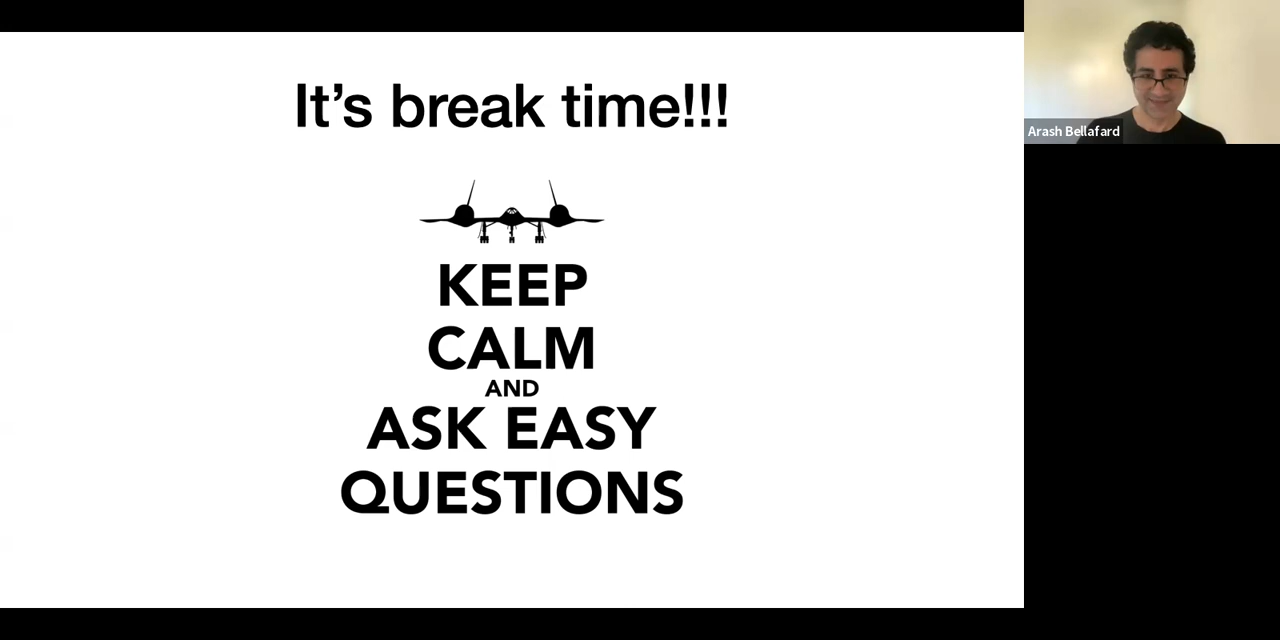 It’s break time!!!
KEEP
CALM
AND
ASK EASY
QUESTIONS
Arash Bellafard